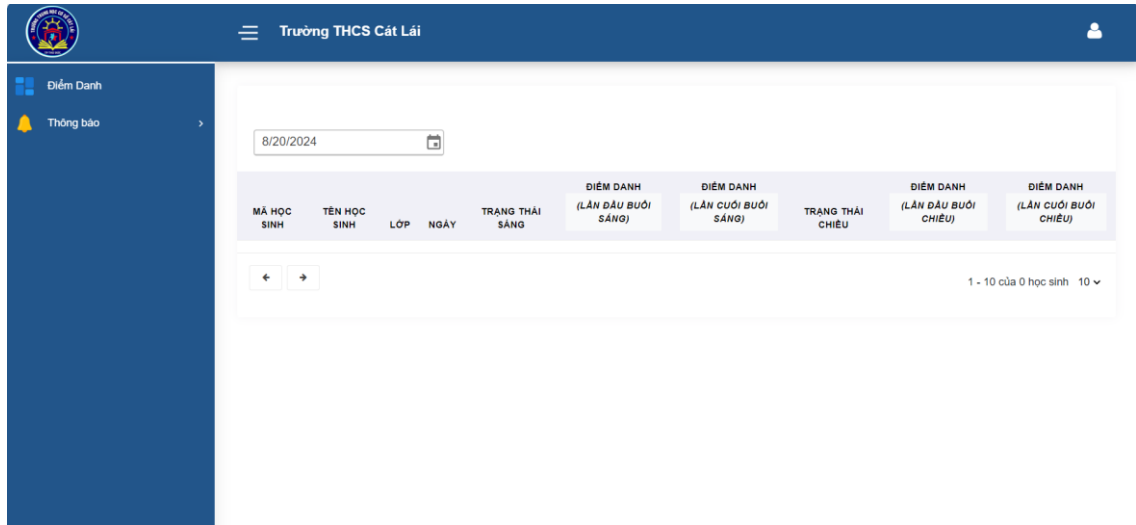 Trường THCS Cát Lái
Điểm Danh
Thông báo
8/20/2024
MÃ HỌC
SINH
TÊN HỌC
SINH
LỚP
NGÀY
TRẠNG THÁI
SÁNG
ĐIỂM DANH
(LẦN ĐẦU BUỔI
SÁNG)
ĐIỂM DANH
(LẦN CUỐI BUỔI
SÁNG)
TRẠNG THÁI
CHIỀU
ĐIỂM DANH
(LẦN ĐẦU BUỔI
CHIỀU)
ĐIỂM DANH
(LẦN CUỐI BUỔI
CHIỀU)
1 - 10 của 0 học sinh 10